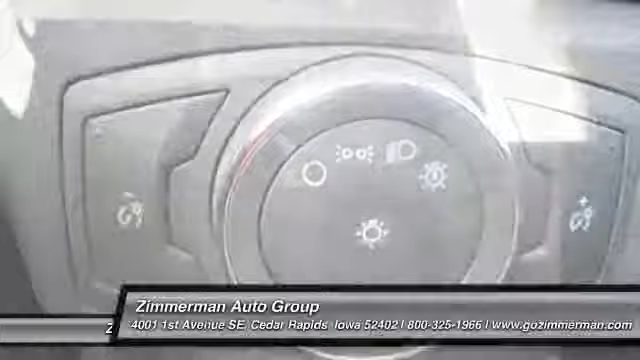 Zimmerman Auto Group
4001 1st Avenue SE, Cedar Rapids, Iowa 52402 | 800-325-1966 | www.gozimmerman.com